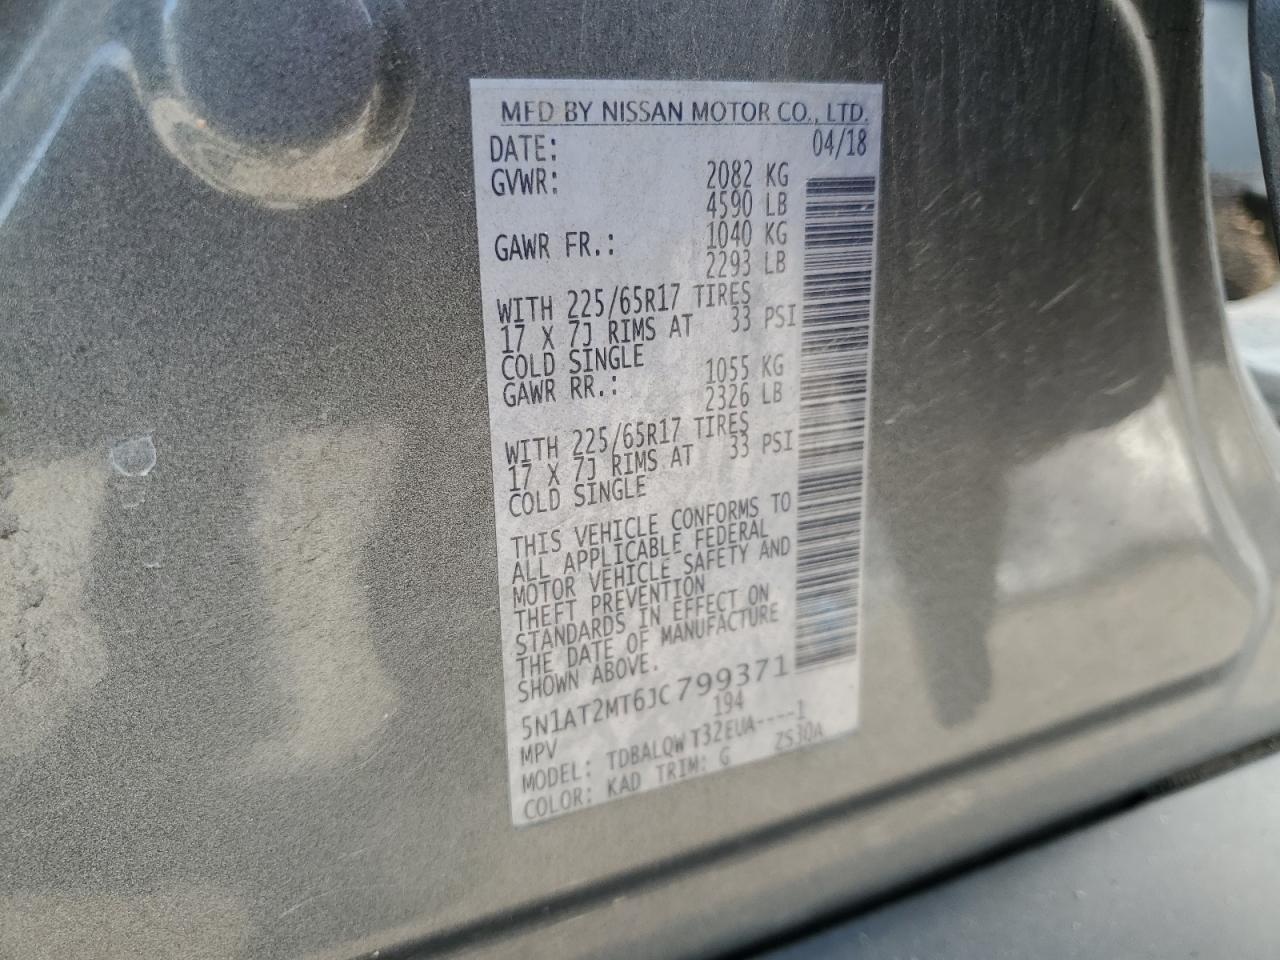 MFD BY NISSAN MOTOR CO., LTD.
DATE: 04/18
GVWR: 2082 KG
4590 LB
GAWR FR.: 1040 KG
2293 LB
WITH 225/65R17 TIRES
17 X 7J RIMS AT 33 PSI
COLD SINGLE
GAWR RR.: 1055 KG
2326 LB
WITH 225/65R17 TIRES
17 X 7J RIMS AT 33 PSI
COLD SINGLE
THIS VEHICLE CONFORMS TO
ALL APPLICABLE FEDERAL
MOTOR VEHICLE SAFETY AND
THEFT PREVENTION
STANDARDS IN EFFECT ON
THE DATE OF MANUFACTURE
SHOWN ABOVE.
5N1AT2MT6JC799371
MPV 194
MODEL: TDBALQW T32EUA----1
COLOR: KAD TRIM: G ZS30A